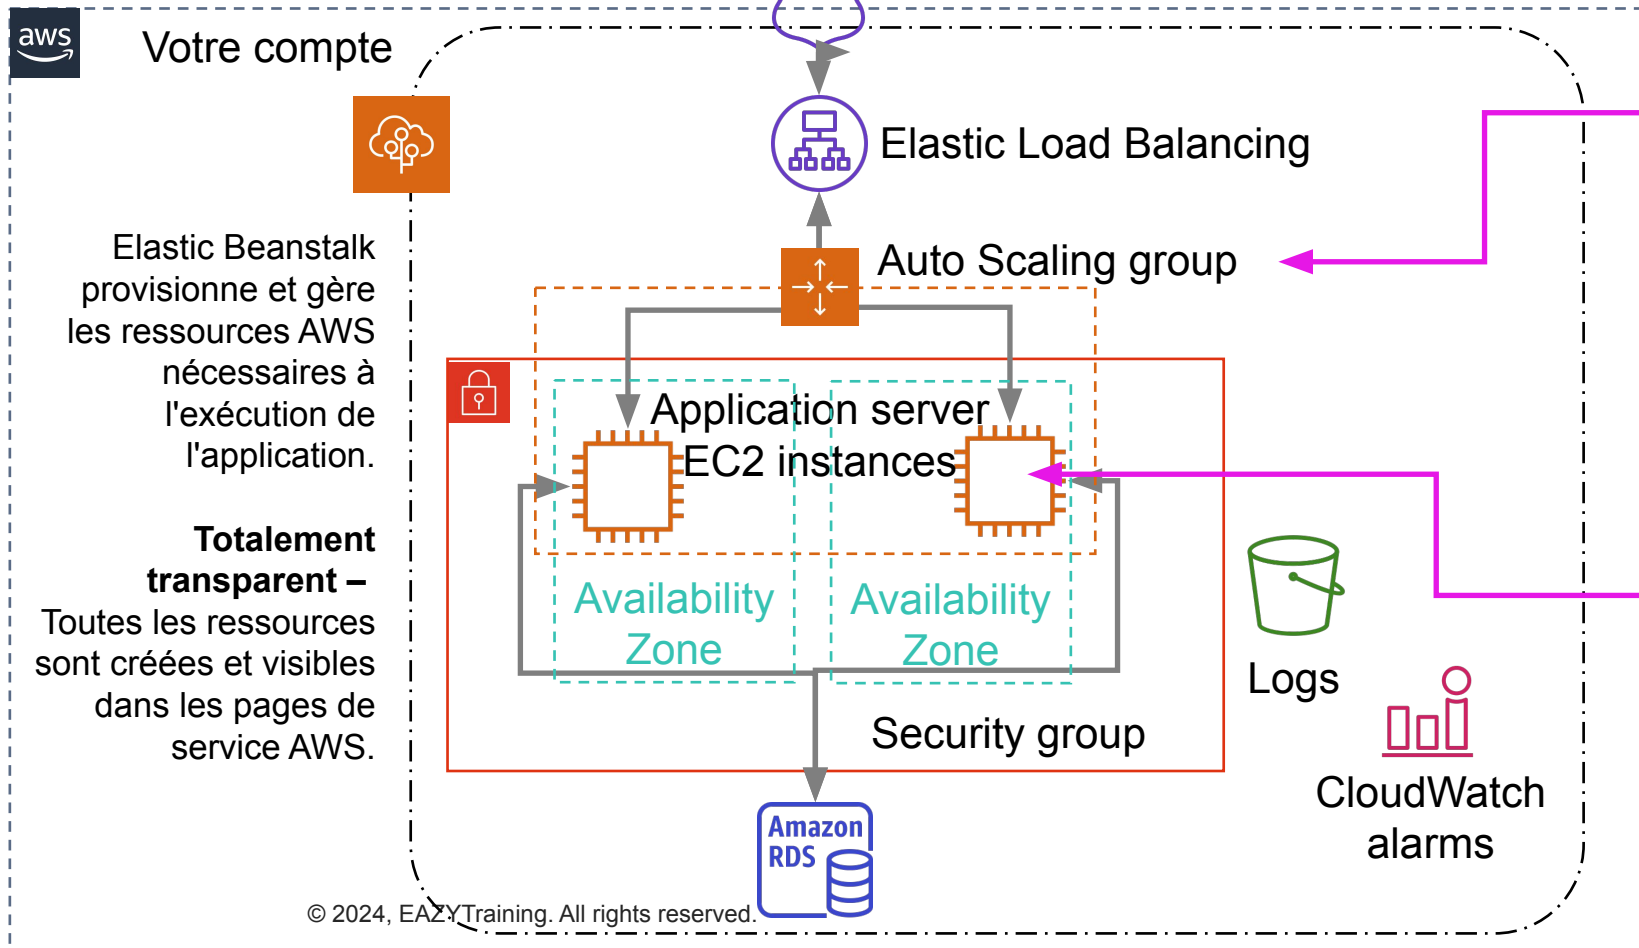 aws
Votre compte
Elastic Load Balancing
Auto Scaling group
Elastic Beanstalk
provisionne et gère
les ressources AWS
nécessaires à
l'exécution de
l'application.
Totalement
transparent –
Toutes les ressources
sont créées et visibles
dans les pages de
service AWS.
Application server
EC2 instances
Availability
Zone
Availability
Zone
Security group
Logs
CloudWatch
alarms
Amazon
RDS
© 2024, EAZYTraining. All rights reserved.